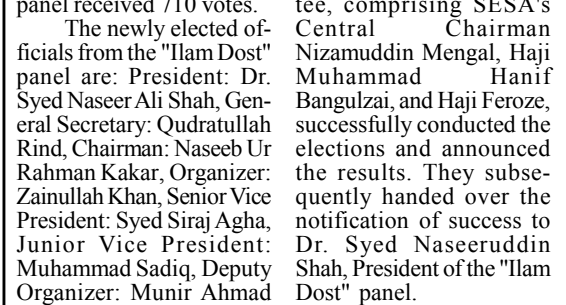 panel received 710 votes.
The newly elected of-
ficials from the "Ilam Dost"
panel are: President: Dr.
Syed Naseer Ali Shah, Gen-
eral Secretary: Qudratullah
Rind, Chairman: Naseeb Ur
Rahman Kakar, Organizer:
Zainullah Khan, Senior Vice
President: Syed Siraj Agha,
Junior Vice President:
Muhammad Sadiq, Deputy
Organizer: Munir Ahmad
tee, comprising SESA's
Central Chairman
Nizamuddin Mengal, Haji
Muhammad Hanif
Bangulzai, and Haji Feroze,
successfully conducted the
elections and announced
the results. They subse-
quently handed over the
notification of success to
Dr. Syed Naseeruddin
Shah, President of the "Ilam
Dost" panel.